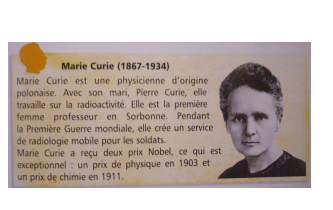 Marie Curie (1867-1934)
Marie Curie est une physicienne d'origine
polonaise. Avec son mari, Pierre Curie, elle
travaille sur la radioactivité. Elle est la première
femme professeur en Sorbonne. Pendant
la Première Guerre mondiale, elle crée un service
de radiologie mobile pour les soldats.
Marie Curie a reçu deux prix Nobel, ce qui est
exceptionnel : un prix de physique en 1903 et
un prix de chimie en 1911.